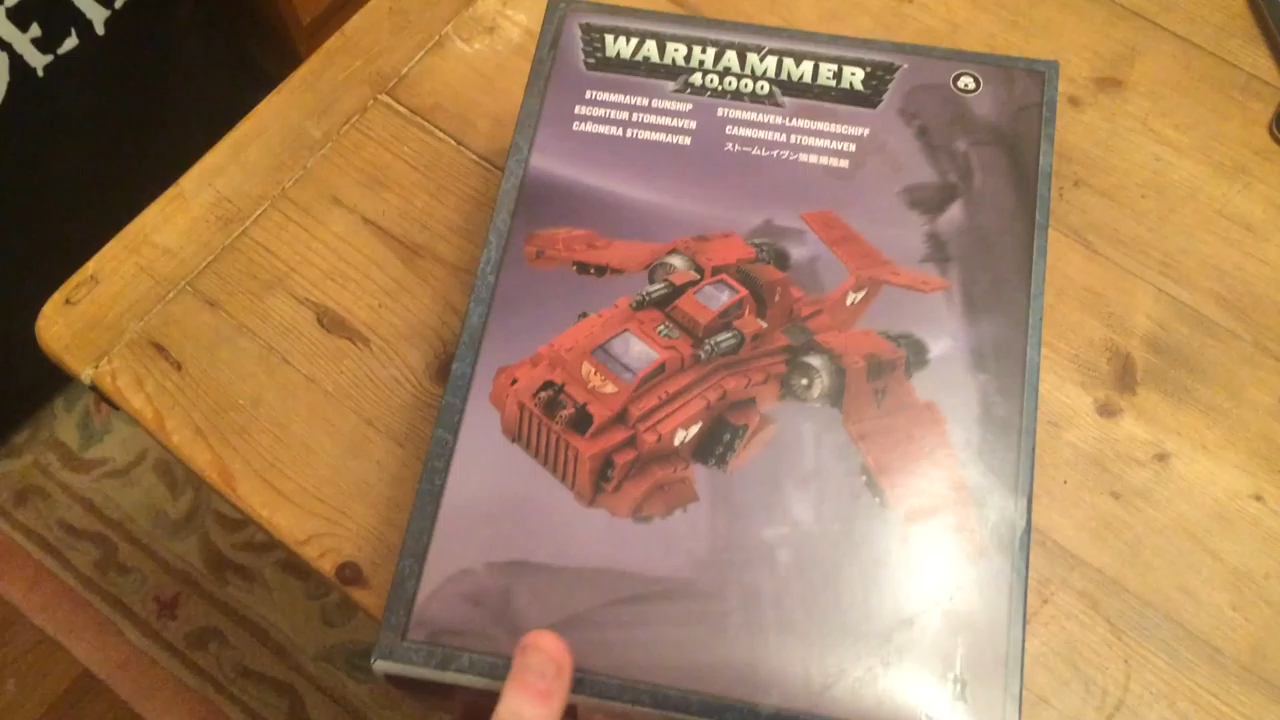 WARHAMMER
40,000
STORMRAVEN GUNSHIP
ESCORTEUR STORMRAVEN
CAÑONERA STORMRAVEN
STORMRAVEN-LANDUNGSSCHIFF
CANNONIERA STORMRAVEN
ストームレイヴン